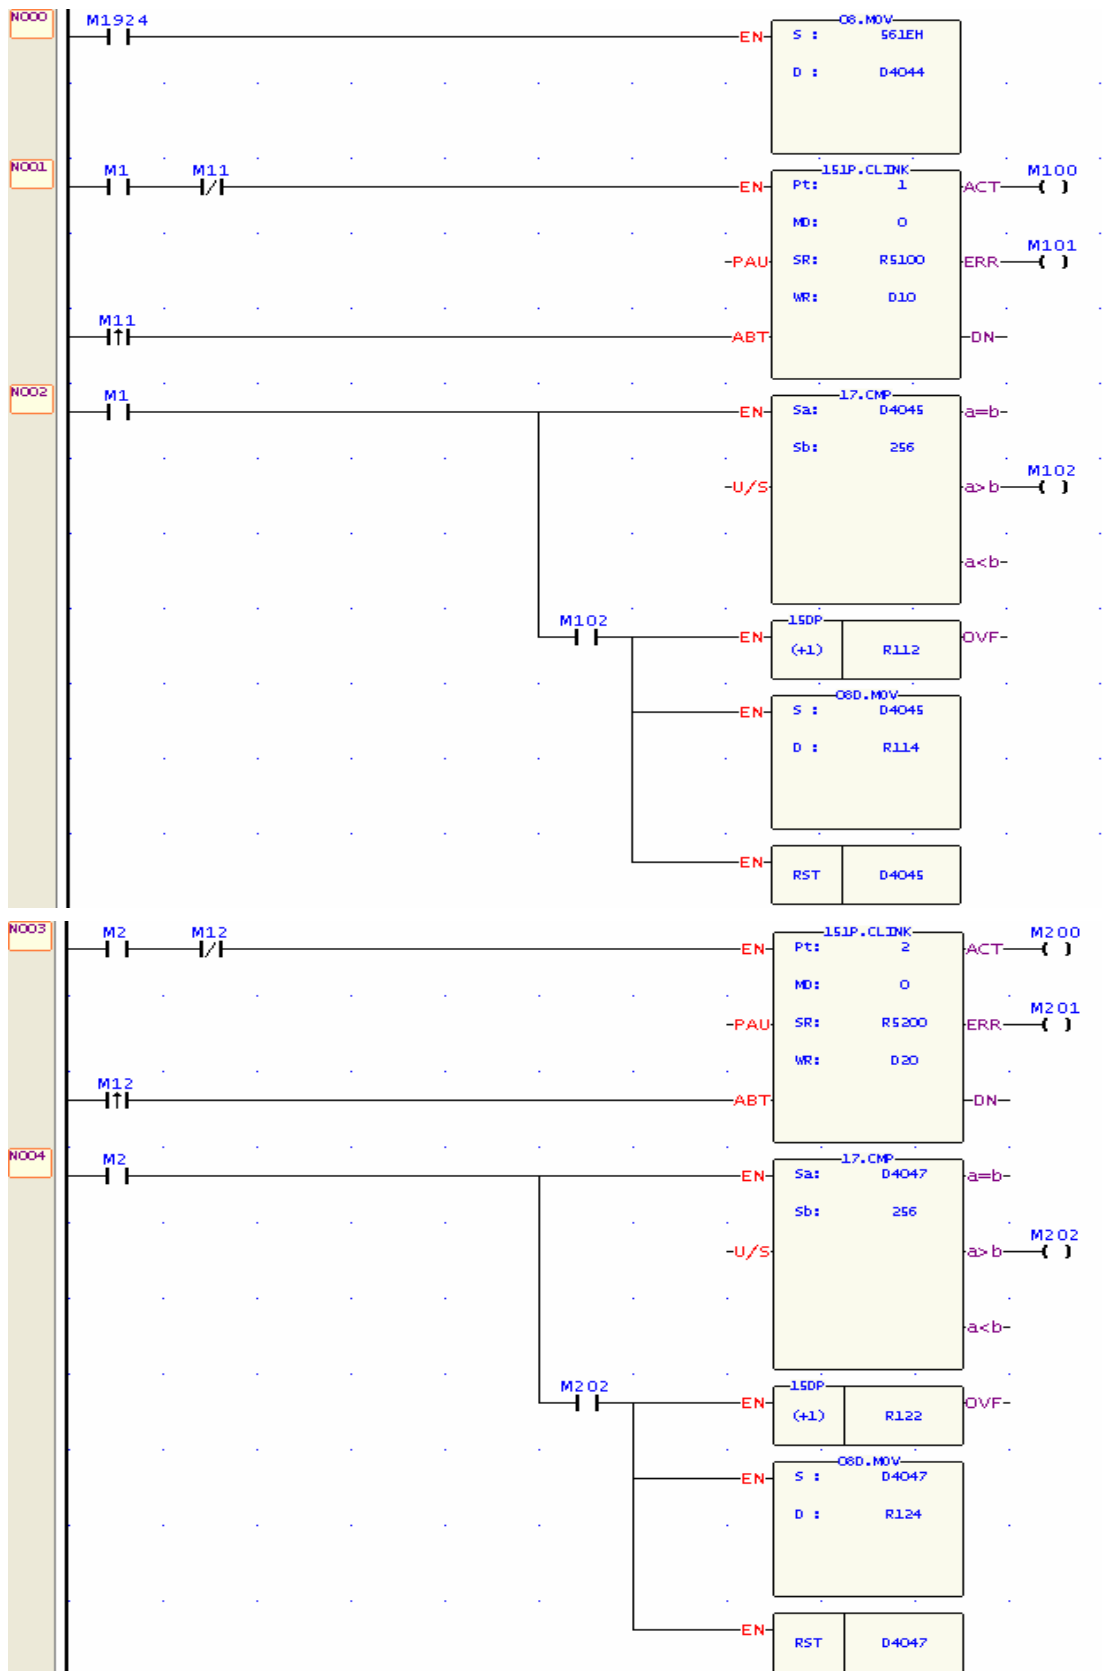 N000
M1924
EN
08.MOV
S : 561EH
D : D4044
N001
M1 M11
EN
151P.CLINK
Pt: 1
MD: 0
SR: R5100
WR: D10
ACT
M100
( )
PAU
ERR
M101
( )
M11
ABT
DN
N002
M1
EN
17.CMP
Sa: D4045
Sb: 256
a=b
U/S
a>b
M102
( )
a<b
M102
EN
15DP
(+1) R112
OVF
EN
08D.MOV
S : D4045
D : R114
EN
RST D4045
N003
M2 M12
EN
151P.CLINK
Pt: 2
MD: 0
SR: R5200
WR: D20
ACT
M200
( )
PAU
ERR
M201
( )
M12
ABT
DN
N004
M2
EN
17.CMP
Sa: D4047
Sb: 256
a=b
U/S
a>b
M202
( )
a<b
M202
EN
15DP
(+1) R122
OVF
EN
08D.MOV
S : D4047
D : R124
EN
RST D4047